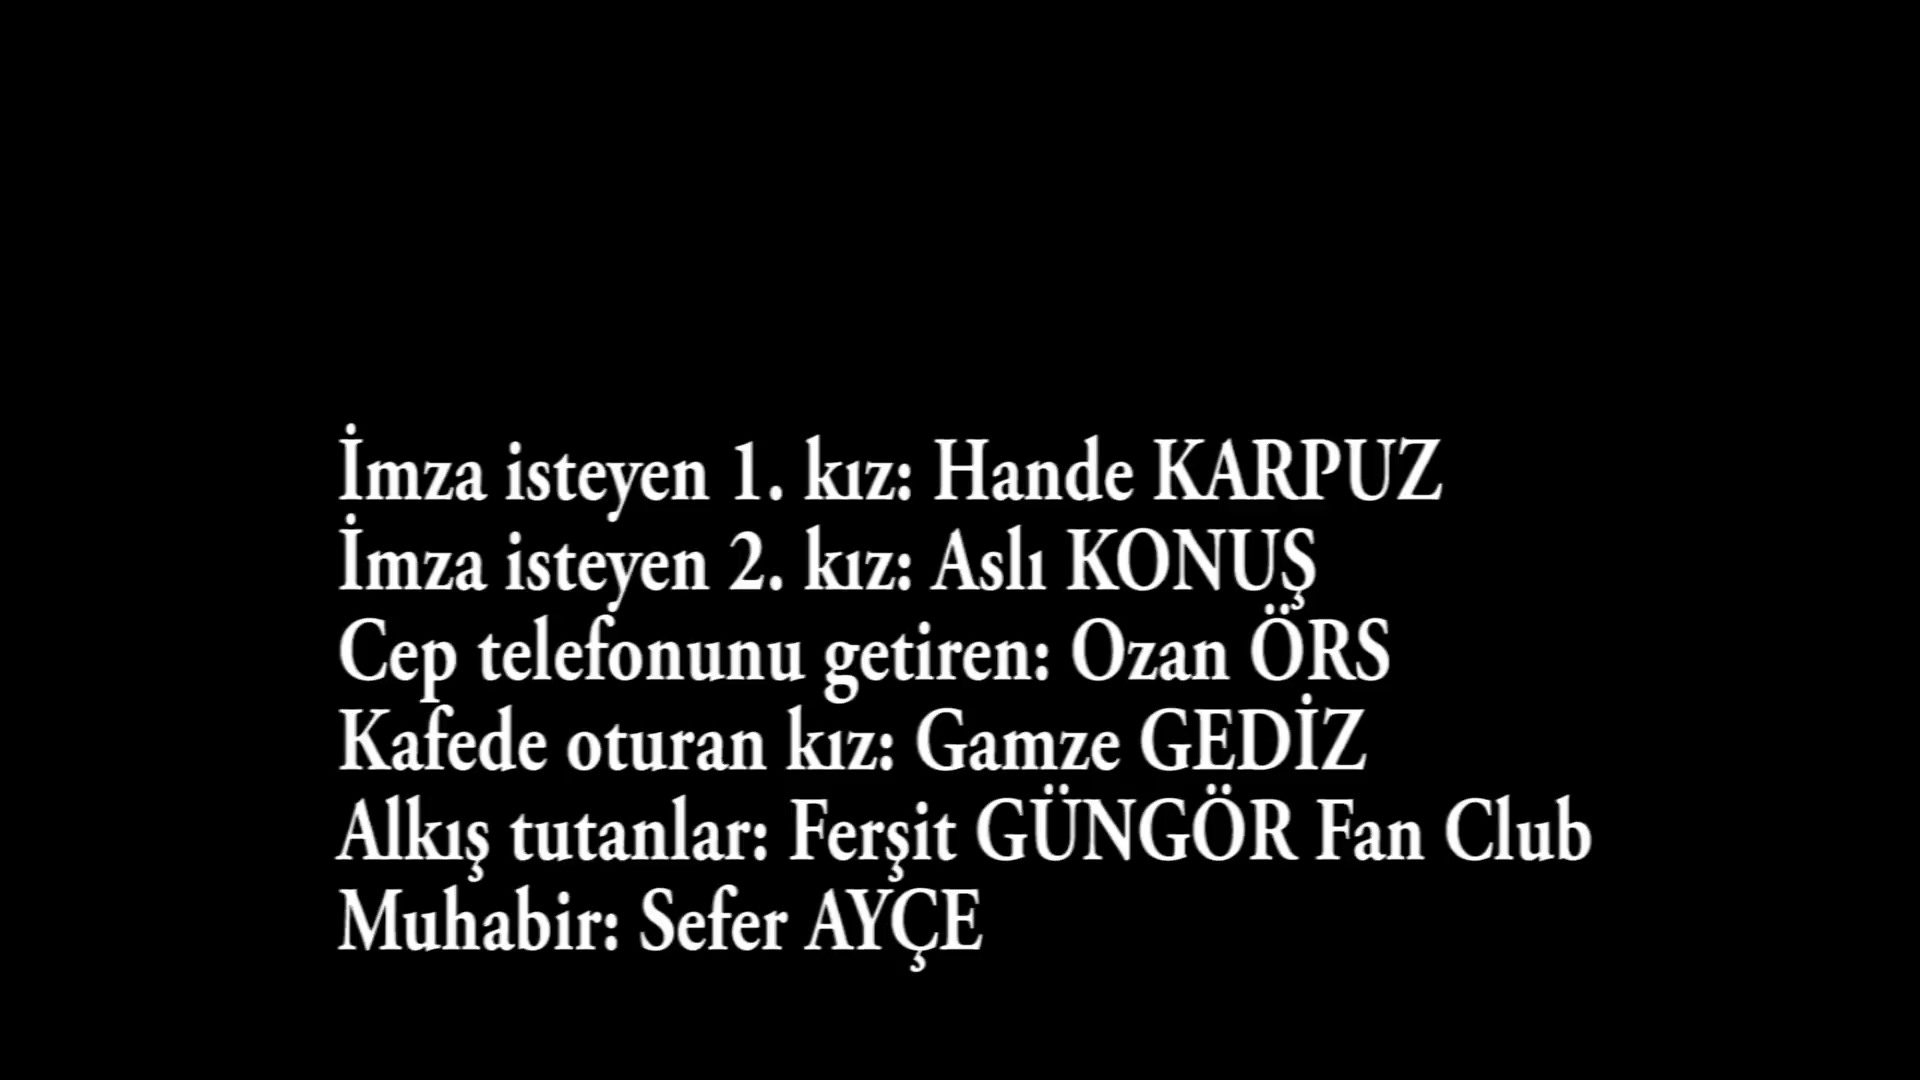 İmza isteyen 1. kız: Hande KARPUZ
İmza isteyen 2. kız: Aslı KONUŞ
Cep telefonunu getiren: Ozan ÖRS
Kafede oturan kız: Gamze GEDİZ
Alkış tutanlar: Ferşit GÜNGÖR Fan Club
Muhabir: Sefer AYÇE